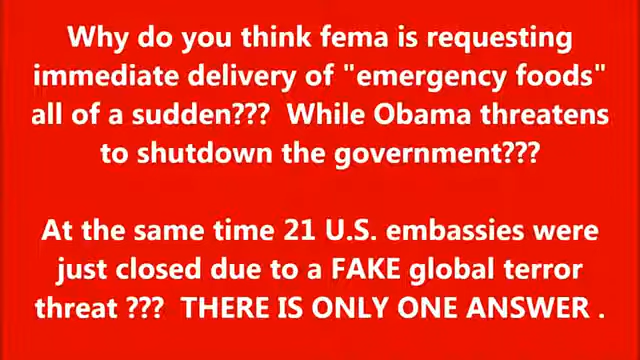 Why do you think fema is requesting
immediate delivery of "emergency foods"
all of a sudden??? While Obama threatens
to shutdown the government???
At the same time 21 U.S. embassies were
just closed due to a FAKE global terror
threat ??? THERE IS ONLY ONE ANSWER .